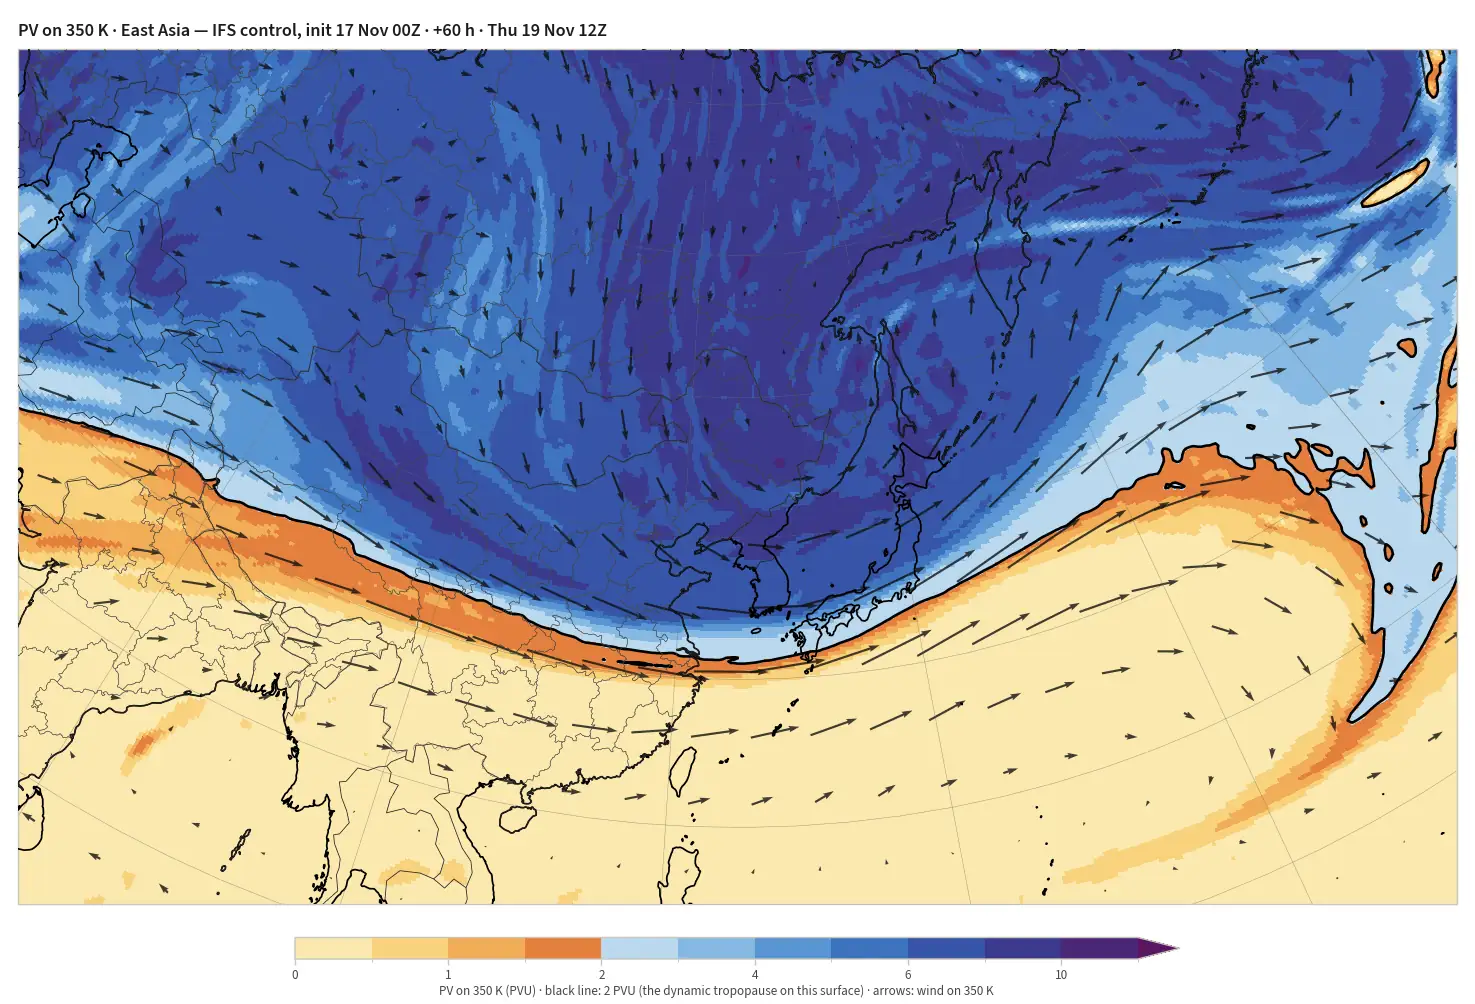 PV on 350 K · East Asia — IFS control, init 17 Nov 00Z · +60 h · Thu 19 Nov 12Z
0 1 2 4 6 10
PV on 350 K (PVU) · black line: 2 PVU (the dynamic tropopause on this surface) · arrows: wind on 350 K